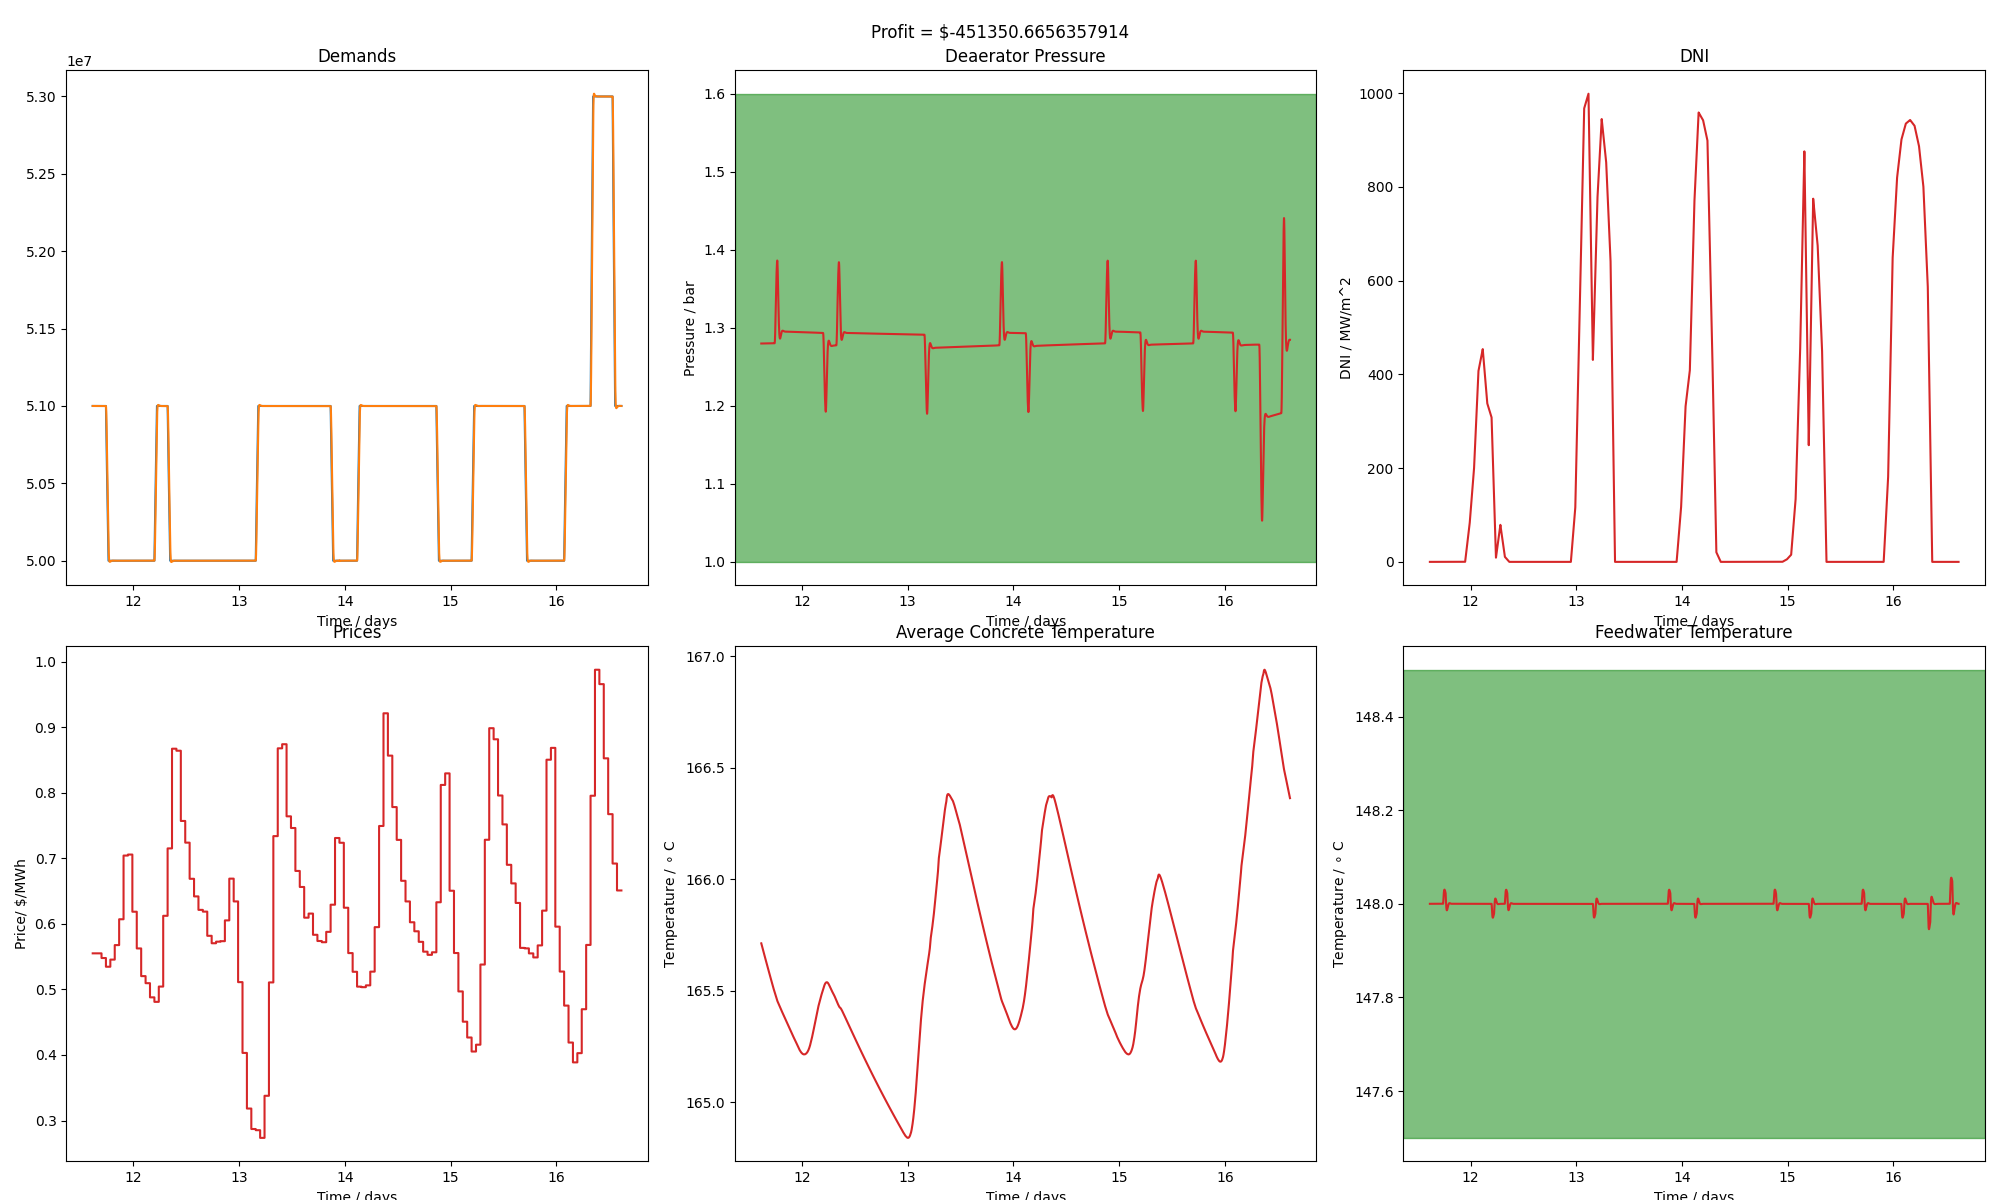 Profit = $-451350.6656357914
Demands
1e7
5.30
5.25
5.20
5.15
5.10
5.05
5.00
12 13 14 15 16
Time / days
Deaerator Pressure
Pressure / bar
1.6
1.5
1.4
1.3
1.2
1.1
1.0
12 13 14 15 16
Time / days
DNI
DNI / MW/m^2
1000
800
600
400
200
0
12 13 14 15 16
Time / days
Prices
Price/ $/MWh
1.0
0.9
0.8
0.7
0.6
0.5
0.4
0.3
12 13 14 15 16
Time / days
Average Concrete Temperature
Temperature / ∘ C
167.0
166.5
166.0
165.5
165.0
12 13 14 15 16
Time / days
Feedwater Temperature
Temperature / ∘ C
148.4
148.2
148.0
147.8
147.6
12 13 14 15 16
Time / days